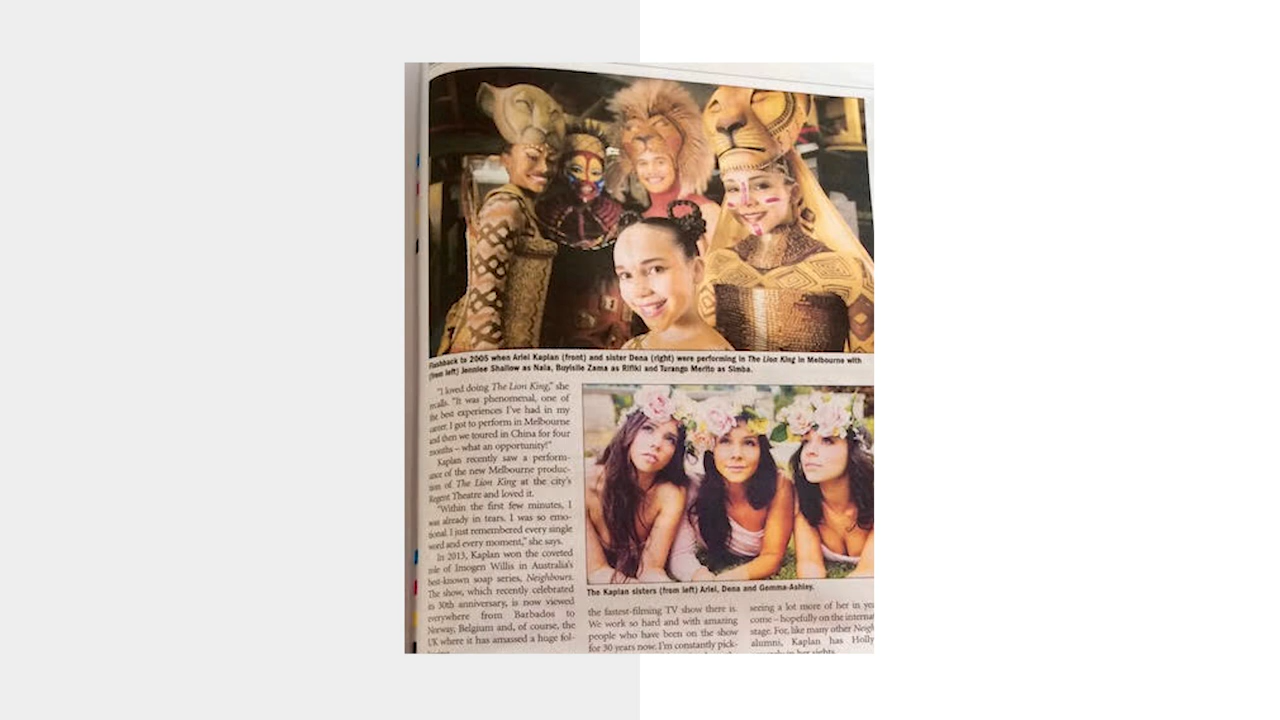 Flashback to 2005 when Ariel Kaplan (front) and sister Dena (right) were performing in The Lion King in Melbourne with
(from left) Jenniee Shallow as Nala, Buyisile Zama as Rifiki and Turanga Merito as Simba.
"I loved doing The Lion King," she
recalls. "It was phenomenal, one of
the best experiences I've had in my
career. I got to perform in Melbourne
and then we toured in China for four
months – what an opportunity!"
Kaplan recently saw a perform-
ance of the new Melbourne produc-
tion of The Lion King at the city's
Regent Theatre and loved it.
"Within the first few minutes, I
was already in tears. I was so emo-
tional. I just remembered every single
word and every moment," she says.
In 2013, Kaplan won the coveted
role of Imogen Willis in Australia's
best-known soap series, Neighbours.
The show, which recently celebrated
its 30th anniversary, is now viewed
everywhere from Barbados to
Norway, Belgium and, of course, the
UK where it has amassed a huge fol-
The Kaplan sisters (from left) Ariel, Dena and Gemma-Ashley.
the fastest-filming TV show there is.
We work so hard and with amazing
people who have been on the show
for 30 years now. I'm constantly pick-
seeing a lot more of her in
come – hopefully on the
stage. For, like many other
alumni, Kaplan has